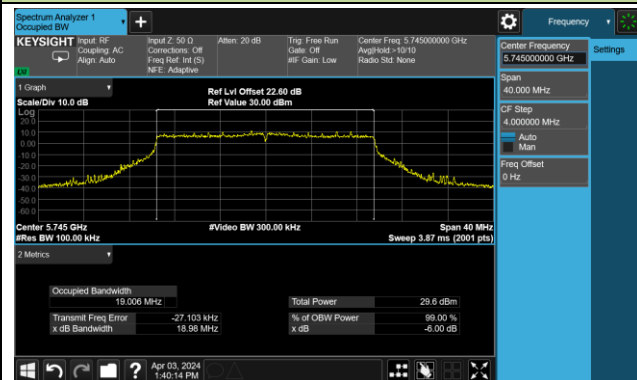 Spectrum Analyzer 1
Occupied BW
Frequency
KEYSIGHT
Input: RF
Coupling: AC
Align: Auto
Input Z: 50 Ω
Corrections: Off
Freq Ref: Int (S)
NFE: Adaptive
Atten: 20 dB
Trig: Free Run
Gate: Off
#IF Gain: Low
Center Freq: 5.745000000 GHz
Avg|Hold:>10/10
Radio Std: None
Center Frequency
5.745000000 GHz
Settings
Span
40.000 MHz
CF Step
4.000000 MHz
Auto
Man
Freq Offset
0 Hz
1 Graph
Scale/Div 10.0 dB
Ref Lvl Offset 22.60 dB
Ref Value 30.00 dBm
Log
20.0
10.0
0.00
-10.0
-20.0
-30.0
-40.0
-50.0
-60.0
Center 5.745 GHz
#Video BW 300.00 kHz
Span 40 MHz
#Res BW 100.00 kHz
Sweep 3.87 ms (2001 pts)
2 Metrics
Occupied Bandwidth
19.006 MHz
Total Power
29.6 dBm
Transmit Freq Error
-27.103 kHz
% of OBW Power
99.00 %
x dB Bandwidth
18.98 MHz
x dB
-6.00 dB
Apr 03, 2024
1:40:14 PM